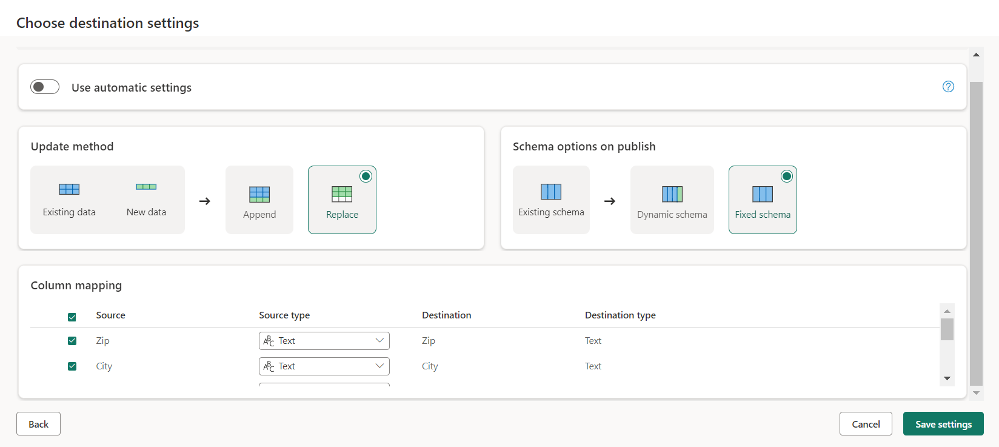 Choose destination settings
Use automatic settings
?
Update method
Existing data
New data
Append
Replace
Schema options on publish
Existing schema
Dynamic schema
Fixed schema
Column mapping
Source Source type Destination Destination type
Zip ABC Text Zip Text
City ABC Text City Text
Back
Cancel
Save settings